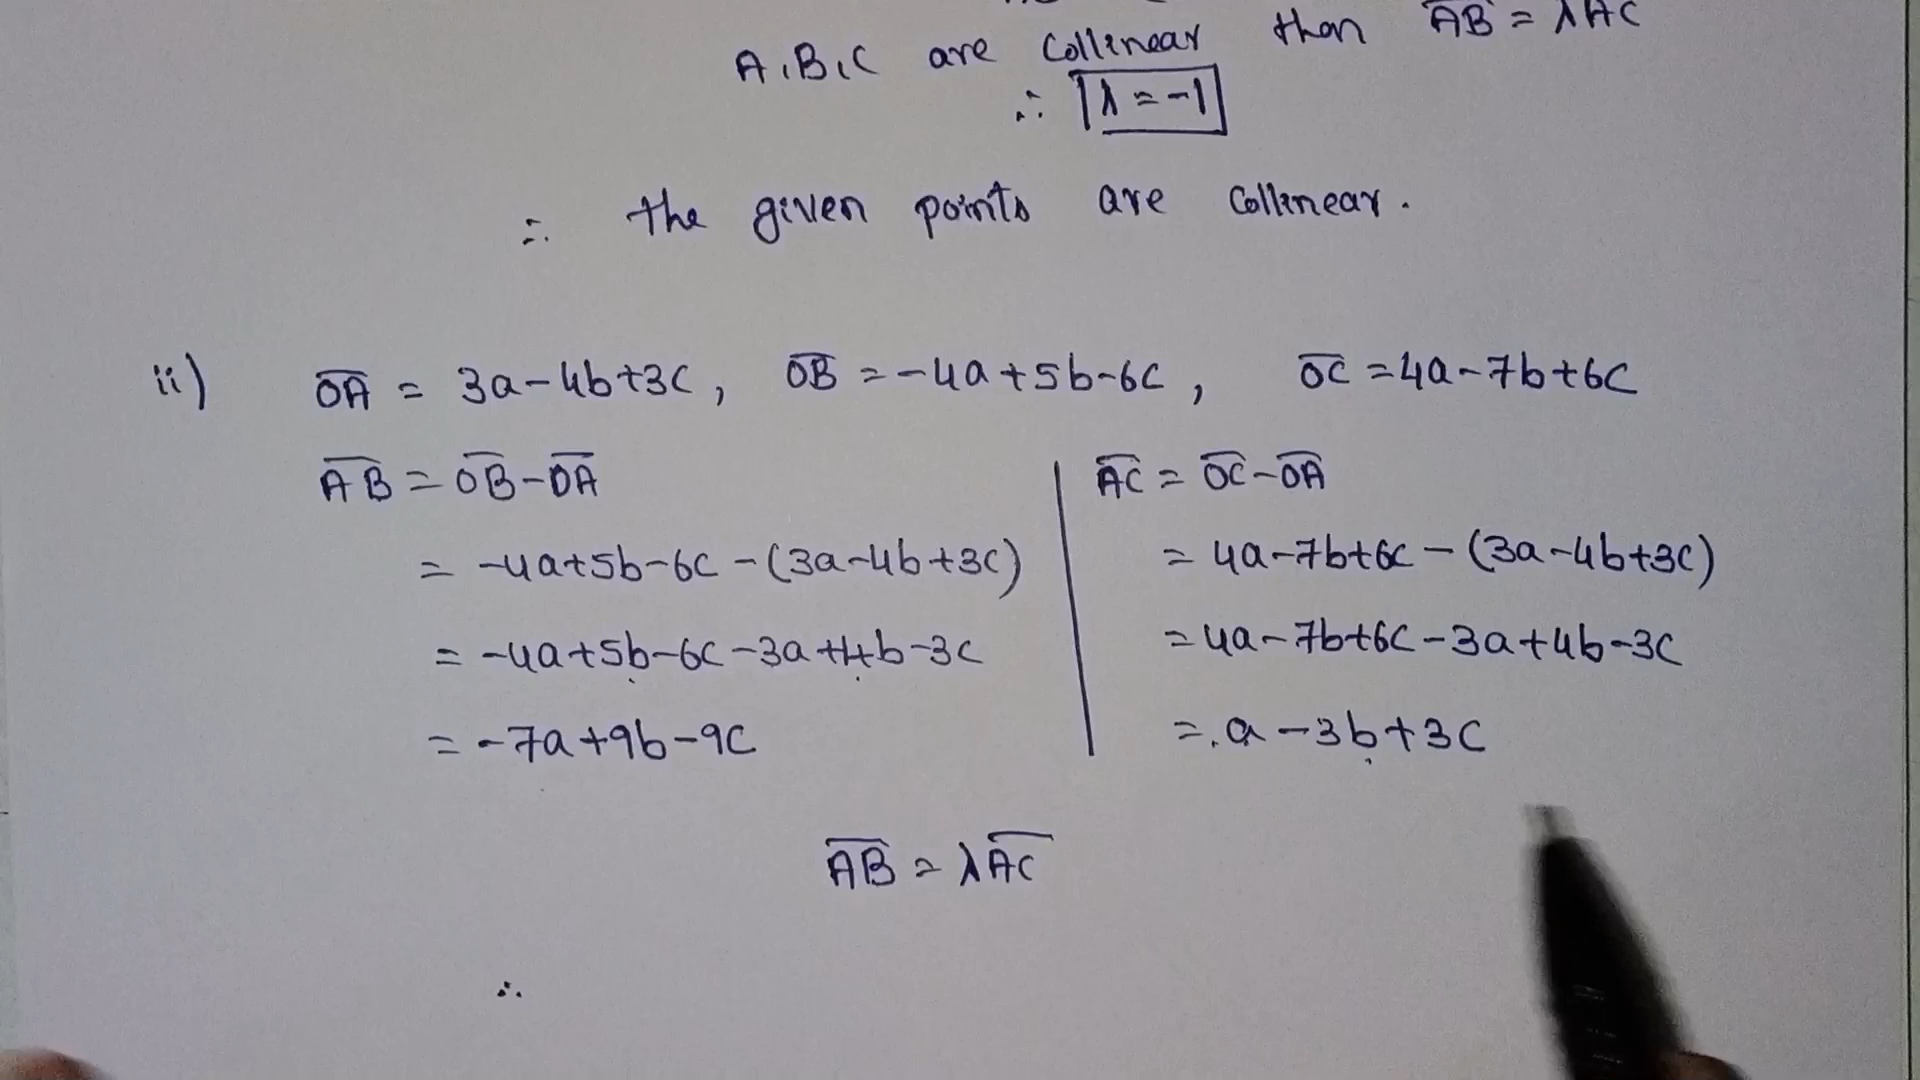 A,B,C are collinear than AB = λAC
∴ λ = -1
∴ the given points are collinear.
ii) OA = 3a-4b+3c, OB = -4a+5b-6c, OC = 4a-7b+6c
AB = OB-OA
= -4a+5b-6c-(3a-4b+3c)
= -4a+5b-6c-3a+4b-3c
= -7a+9b-9c
AC = OC-OA
= 4a-7b+6c-(3a-4b+3c)
= 4a-7b+6c-3a+4b-3c
= a-3b+3c
AB = λAC
∴